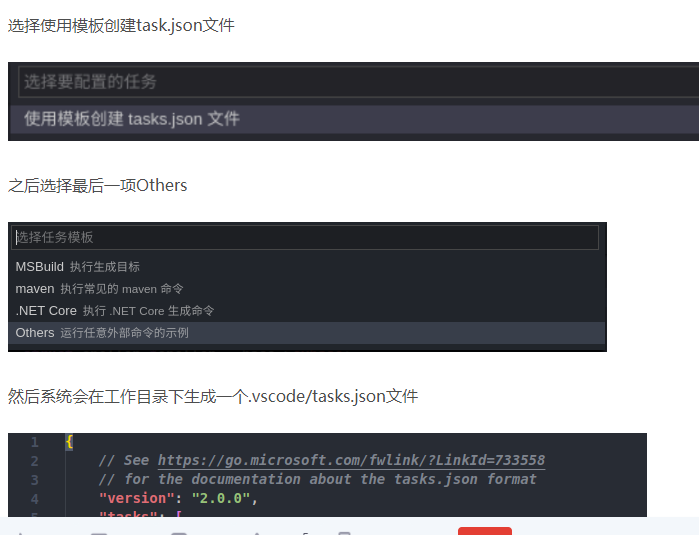 选择使用模板创建task.json文件
选择要配置的任务
使用模板创建 tasks.json 文件
之后选择最后一项Others
选择任务模板
MSBuild 执行生成目标
maven 执行常见的 maven 命令
.NET Core 执行 .NET Core 生成命令
Others 运行任意外部命令的示例
然后系统会在工作目录下生成一个.vscode/tasks.json文件
1 {
2 // See https://go.microsoft.com/fwlink/?LinkId=733558
3 // for the documentation about the tasks.json format
4 "version": "2.0.0",
5 "tasks": [